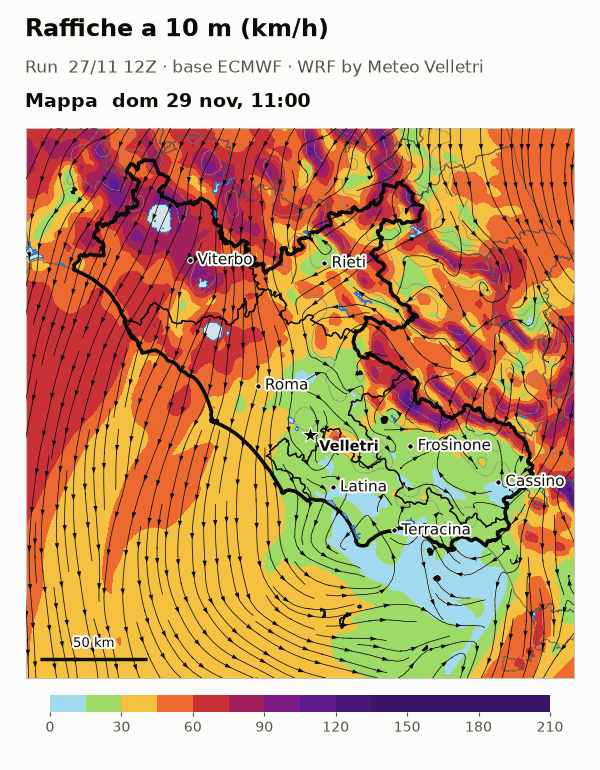 Raffiche a 10 m (km/h)
Run  27/11 12Z · base ECMWF · WRF by Meteo Velletri
Mappa  dom 29 nov, 11:00
Viterbo
Rieti
Roma
Velletri
Frosinone
Latina
Cassino
Terracina
50 km
0 30 60 90 120 150 180 210